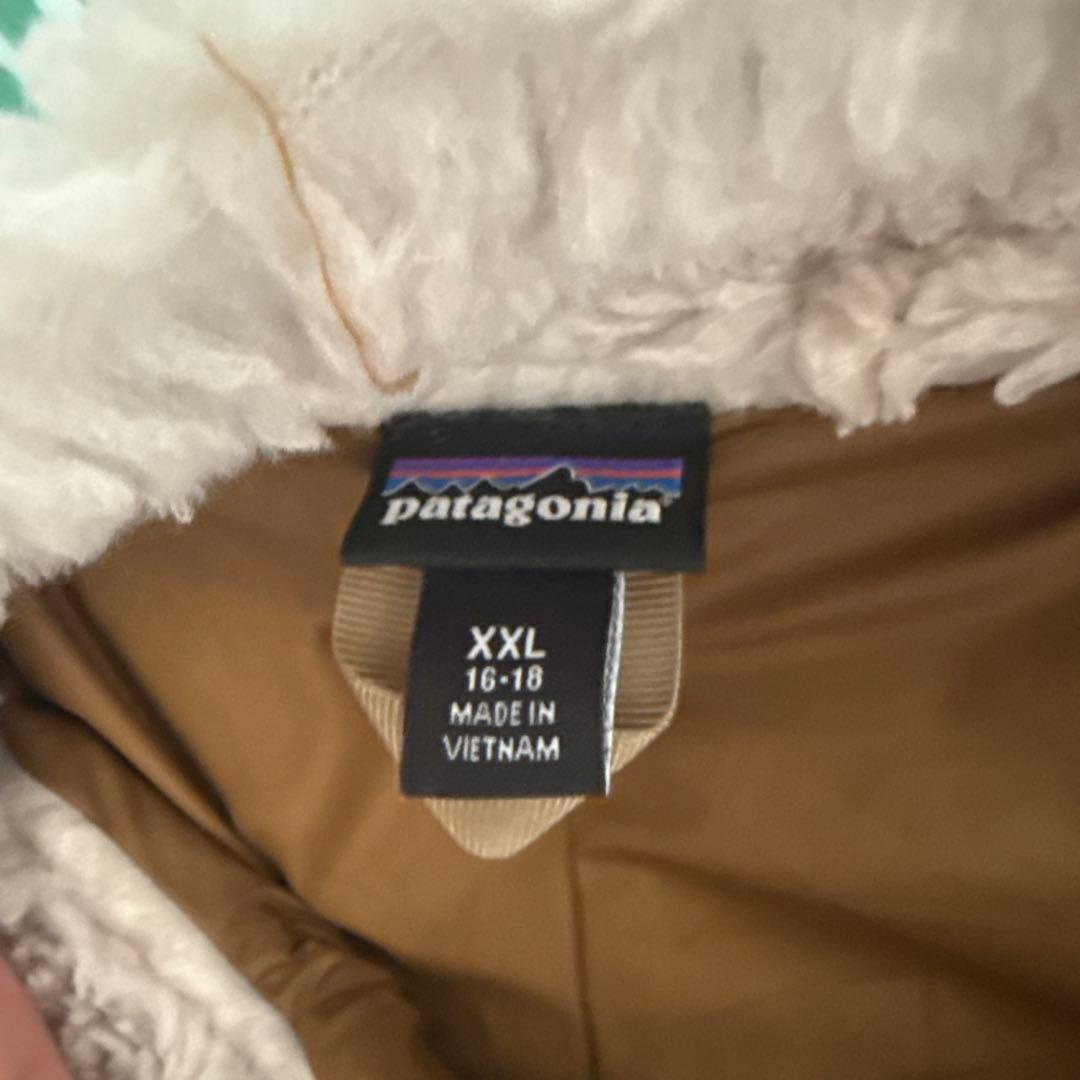 patagonia®
XXL
16-18
MADE IN
VIETNAM